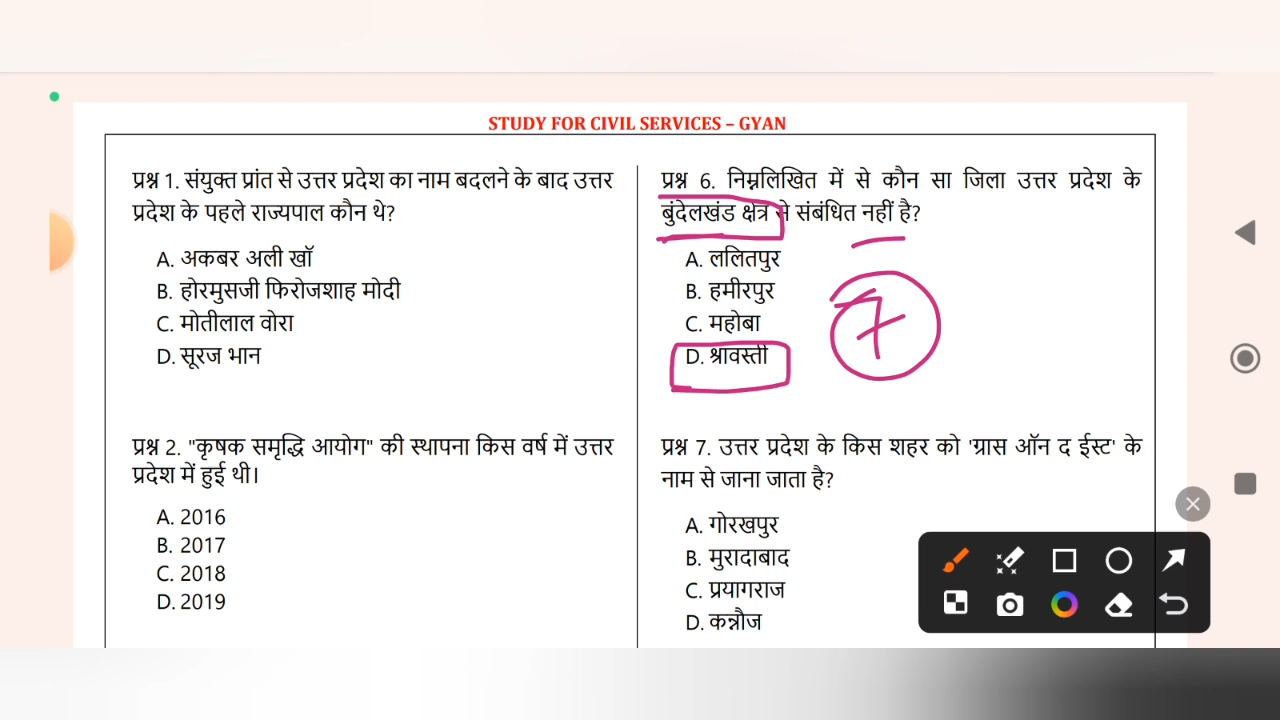 STUDY FOR CIVIL SERVICES – GYAN
प्रश्न 1. संयुक्त प्रांत से उत्तर प्रदेश का नाम बदलने के बाद उत्तर
प्रदेश के पहले राज्यपाल कौन थे?
A. अकबर अली खॉ
B. होरमुसजी फिरोजशाह मोदी
C. मोतीलाल वोरा
D. सूरज भान
प्रश्न 2. "कृषक समृद्धि आयोग" की स्थापना किस वर्ष में उत्तर
प्रदेश में हुई थी।
A. 2016
B. 2017
C. 2018
D. 2019
प्रश्न 6. निम्नलिखित में से कौन सा जिला उत्तर प्रदेश के
बुंदेलखंड क्षेत्र से संबंधित नहीं है?
A. ललितपुर
B. हमीरपुर
C. महोबा
D. श्रावस्ती
7
प्रश्न 7. उत्तर प्रदेश के किस शहर को 'ग्रास ऑन द ईस्ट' के
नाम से जाना जाता है?
A. गोरखपुर
B. मुरादाबाद
C. प्रयागराज
D. कन्नौज